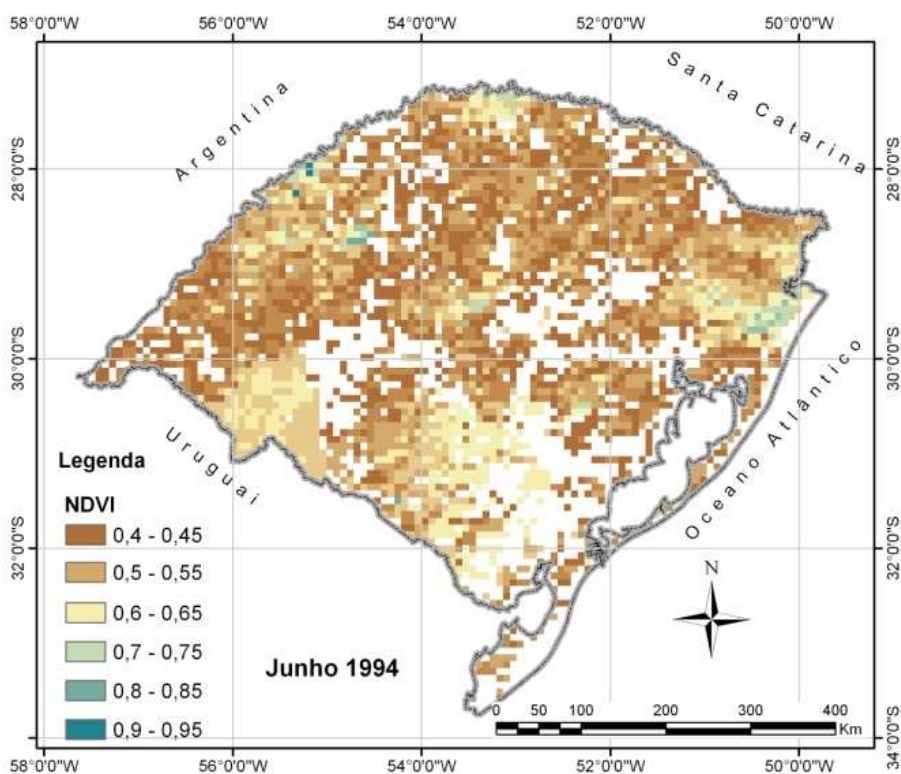 58°0'0"W 56°0'0"W 54°0'0"W 52°0'0"W 50°0'0"W
Argentina
Santa Catarina
28°0'0"S 28°0'0"S
30°0'0"S 30°0'0"S
Uruguai
Oceano Atlântico
32°0'0"S 32°0'0"S
34°0'0"S
Legenda
NDVI
0,4 - 0,45
0,5 - 0,55
0,6 - 0,65
0,7 - 0,75
0,8 - 0,85
0,9 - 0,95
Junho 1994
N
0 50 100 200 300 400
Km
58°0'0"W 56°0'0"W 54°0'0"W 52°0'0"W 50°0'0"W